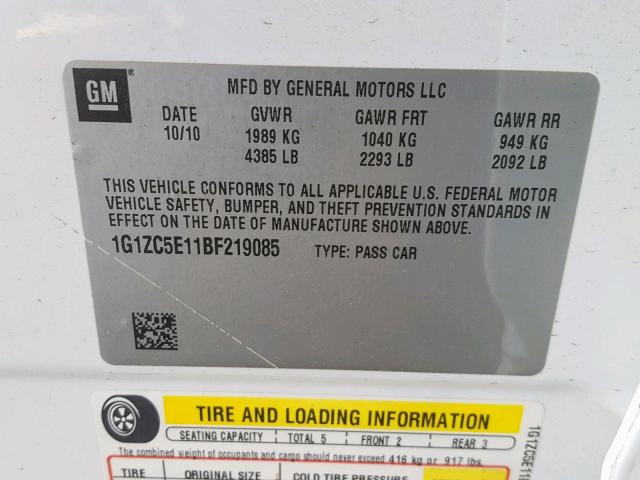 GM®
MFD BY GENERAL MOTORS LLC
DATE GVWR GAWR FRT GAWR RR
10/10 1989 KG 1040 KG 949 KG
4385 LB 2293 LB 2092 LB
THIS VEHICLE CONFORMS TO ALL APPLICABLE U.S. FEDERAL MOTOR
VEHICLE SAFETY, BUMPER, AND THEFT PREVENTION STANDARDS IN
EFFECT ON THE DATE OF MANUFACTURE SHOWN ABOVE.
1G1ZC5E11BF219085 TYPE: PASS CAR
TIRE AND LOADING INFORMATION
SEATING CAPACITY TOTAL 5 FRONT 2 REAR 3
The combined weight of occupants and cargo should never exceed 416 kg or 917 lbs.
TIRE ORIGINAL SIZE COLD TIRE PRESSURE
1G1ZC5E11